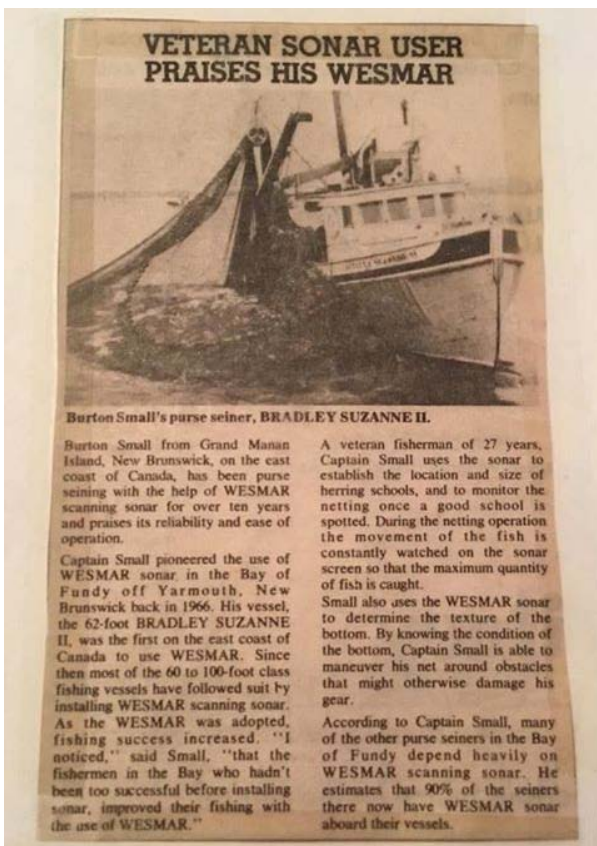 VETERAN SONAR USER
PRAISES HIS WESMAR
Burton Small's purse seiner, BRADLEY SUZANNE II.
Burton Small from Grand Manan
Island, New Brunswick, on the east
coast of Canada, has been purse
seining with the help of WESMAR
scanning sonar for over ten years
and praises its reliability and ease of
operation.
Captain Small pioneered the use of
WESMAR sonar in the Bay of
Fundy off Yarmouth, New
Brunswick back in 1966. His vessel,
the 62-foot BRADLEY SUZANNE
II, was the first on the east coast of
Canada to use WESMAR. Since
then most of the 60 to 100-foot class
fishing vessels have followed suit by
installing WESMAR scanning sonar.
As the WESMAR was adopted,
fishing success increased. "I
noticed," said Small, "that the
fishermen in the Bay who hadn't
been too successful before installing
sonar, improved their fishing with
the use of WESMAR."
A veteran fisherman of 27 years,
Captain Small uses the sonar to
establish the location and size of
herring schools, and to monitor the
netting once a good school is
spotted. During the netting operation
the movement of the fish is
constantly watched on the sonar
screen so that the maximum quantity
of fish is caught.
Small also uses the WESMAR sonar
to determine the texture of the
bottom. By knowing the condition of
the bottom, Captain Small is able to
maneuver his net around obstacles
that might otherwise damage his
gear.
According to Captain Small, many
of the other purse seiners in the Bay
of Fundy depend heavily on
WESMAR scanning sonar. He
estimates that 90% of the seiners
there now have WESMAR sonar
aboard their vessels.